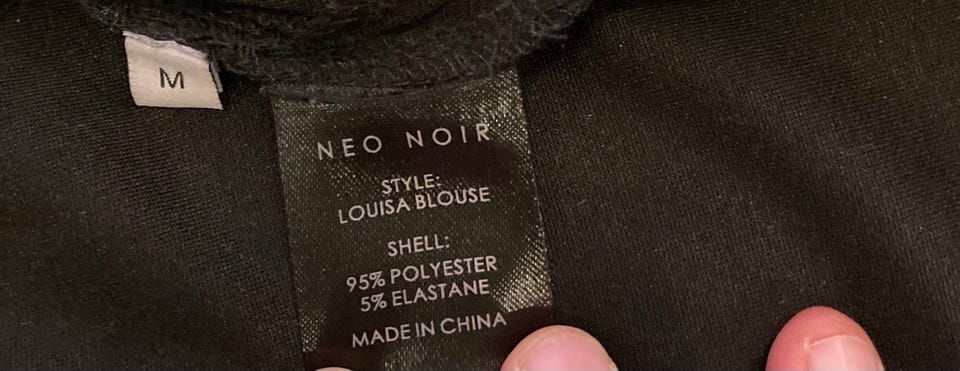 M
NEO NOIR
STYLE:
LOUISA BLOUSE
SHELL:
95% POLYESTER
5% ELASTANE
MADE IN CHINA